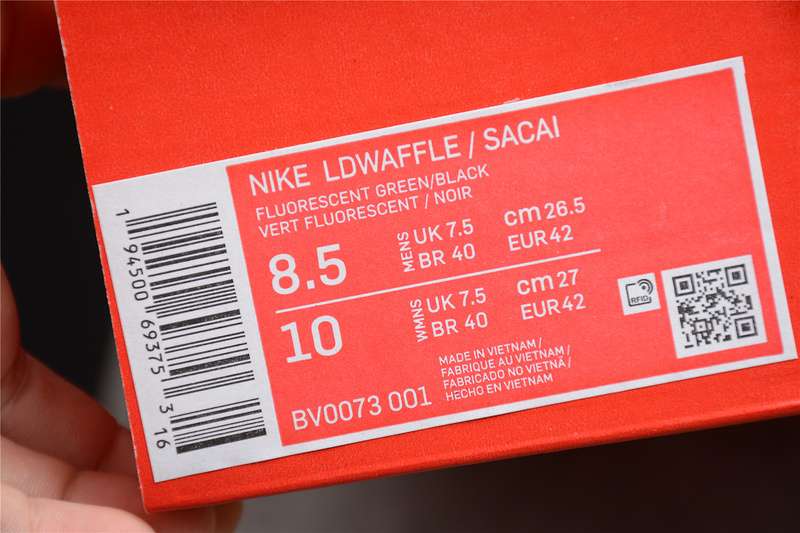 NIKE LDWAFFLE / SACAI
FLUORESCENT GREEN/BLACK
VERT FLUORESCENT / NOIR
8.5
MENS
UK 7.5
BR 40
cm 26.5
EUR 42
10
WMNS
UK 7.5
BR 40
cm 27
EUR 42
RFID
MADE IN VIETNAM /
FABRIQUE AU VIETNAM /
FABRICADO NO VIETNÃ /
HECHO EN VIETNAM
BV0073 001
1 94500 69375 3 16